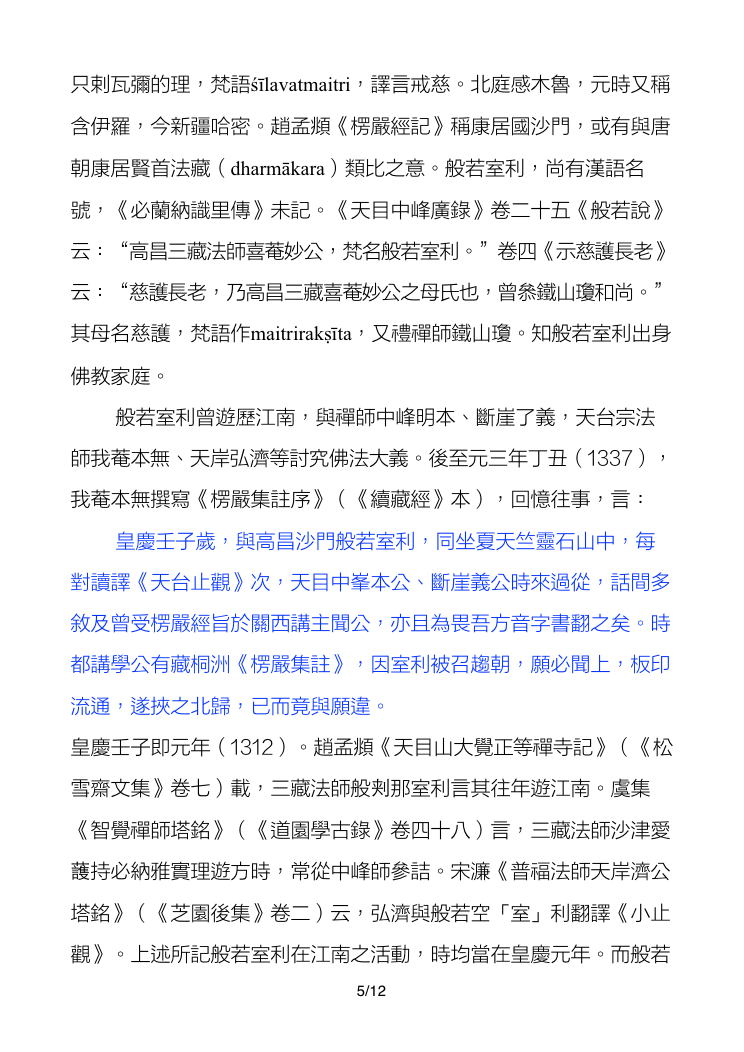 只剌瓦彌的理，梵語śīlavatmaitri，譯言戒慈。北庭感木魯，元時又稱
含伊羅，今新疆哈密。趙孟頫《楞嚴經記》稱康居國沙門，或有與唐
朝康居賢首法藏（dharmākara）類比之意。般若室利，尚有漢語名
號，《必蘭納識里傳》未記。《天目中峰廣錄》卷二十五《般若說》
云：“高昌三藏法師喜菴妙公，梵名般若室利。”卷四《示慈護長老》
云：“慈護長老，乃高昌三藏喜菴妙公之母氏也，曾叅鐵山瓊和尚。”
其母名慈護，梵語作maitrirakṣīta，又禮禪師鐵山瓊。知般若室利出身
佛教家庭。
般若室利曾遊歷江南，與禪師中峰明本、斷崖了義，天台宗法
師我菴本無、天岸弘濟等討究佛法大義。後至元三年丁丑（1337），
我菴本無撰寫《楞嚴集註序》（《續藏經》本），回憶往事，言：
皇慶壬子歲，與高昌沙門般若室利，同坐夏天竺靈石山中，每
對讀譯《天台止觀》次，天目中峯本公、斷崖義公時來過從，話間多
敘及曾受楞嚴經旨於關西講主聞公，亦且為畏吾方音字書翻之矣。時
都講學公有藏桐洲《楞嚴集註》，因室利被召趨朝，願必聞上，板印
流通，遂挾之北歸，已而竟與願違。
皇慶壬子即元年（1312）。趙孟頫《天目山大覺正等禪寺記》（《松
雪齋文集》卷七）載，三藏法師般剌那室利言其往年遊江南。虞集
《智覺禪師塔銘》（《道園學古錄》卷四十八）言，三藏法師沙津愛
護持必納雅實理遊方時，常從中峰師參詰。宋濂《普福法師天岸濟公
塔銘》（《芝園後集》卷二）云，弘濟與般若空「室」利翻譯《小止
觀》。上述所記般若室利在江南之活動，時均當在皇慶元年。而般若
5/12